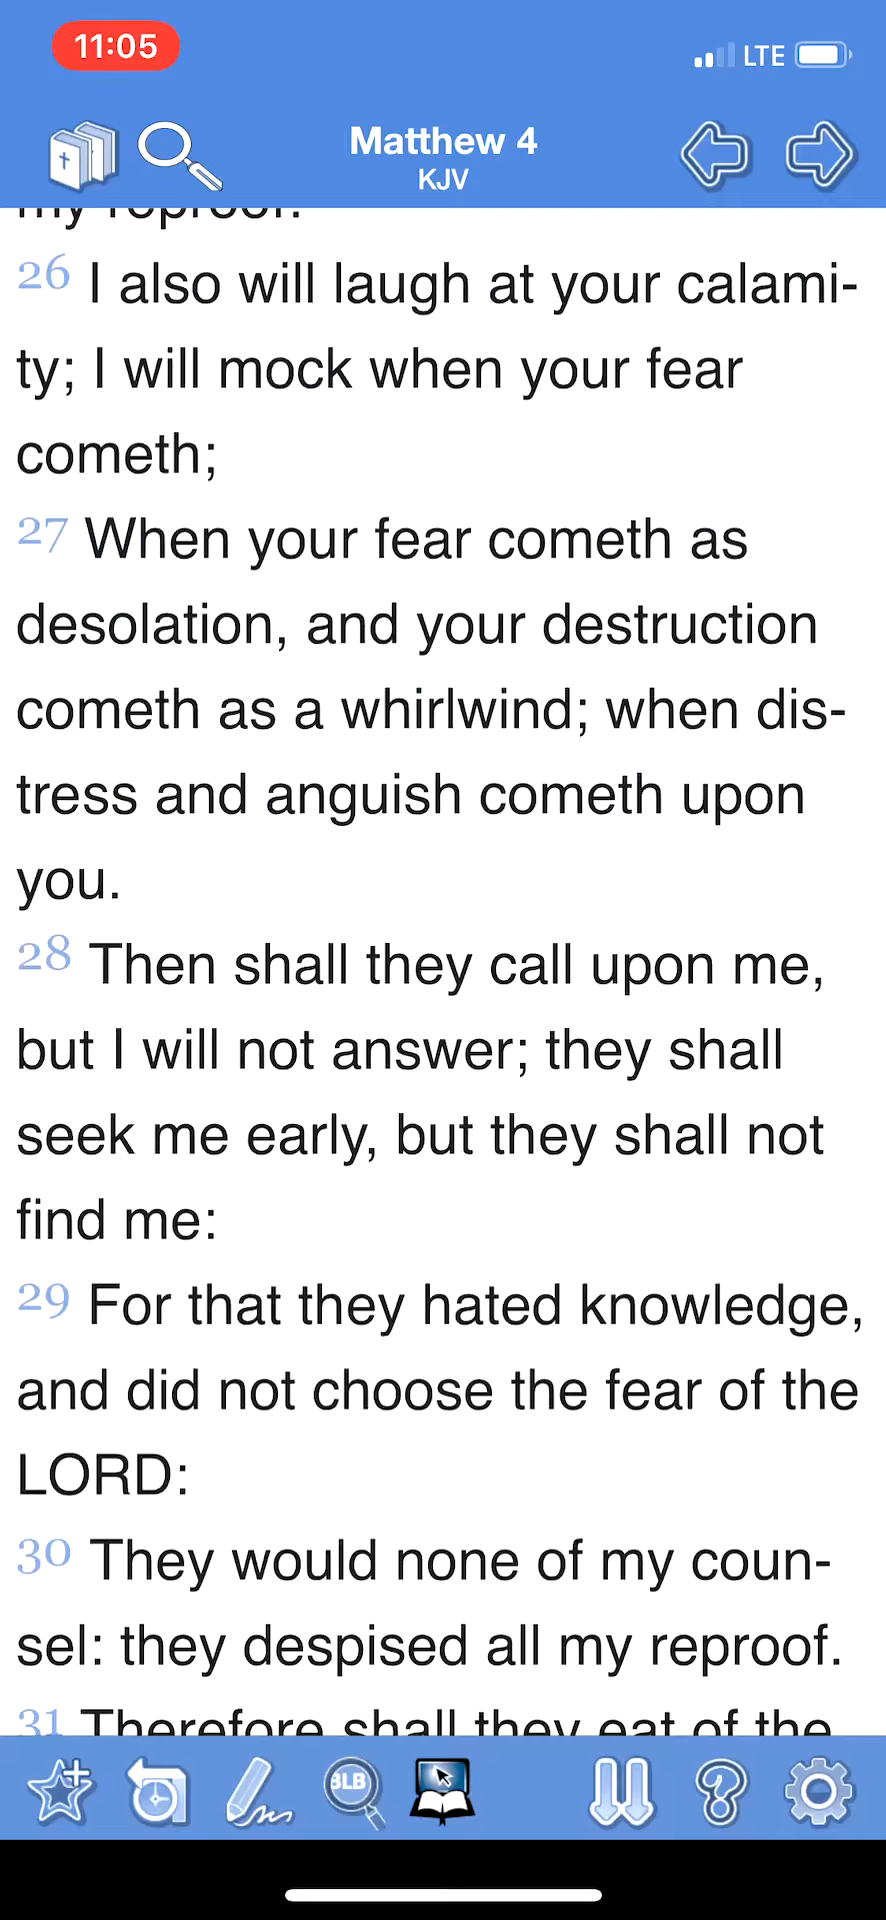 11:05
LTE
Matthew 4
KJV
my reproof:
26 I also will laugh at your calami-
ty; I will mock when your fear
cometh;
27 When your fear cometh as
desolation, and your destruction
cometh as a whirlwind; when dis-
tress and anguish cometh upon
you.
28 Then shall they call upon me,
but I will not answer; they shall
seek me early, but they shall not
find me:
29 For that they hated knowledge,
and did not choose the fear of the
LORD:
30 They would none of my coun-
sel: they despised all my reproof.
31 Therefore shall they eat of the
BLB